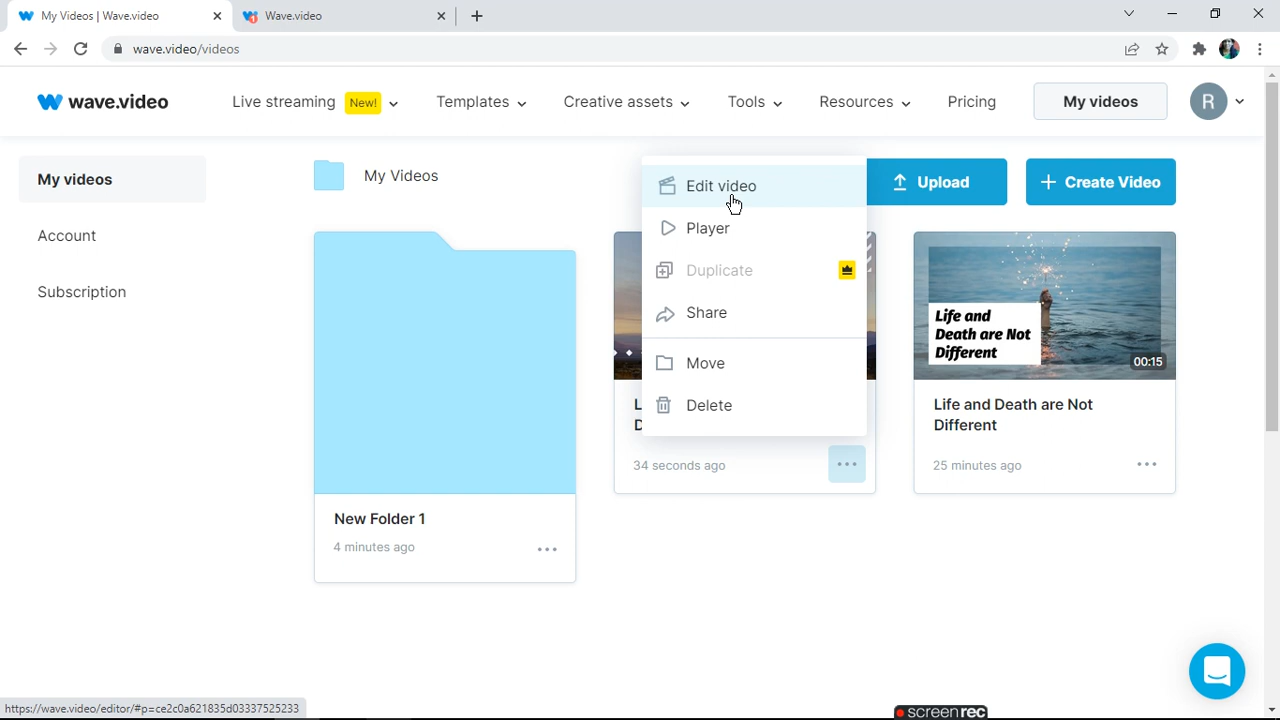 My Videos | Wave.video
Wave.video
wave.video/videos
wave.video
Live streaming New!
Templates
Creative assets
Tools
Resources
Pricing
My videos
R
My videos
Account
Subscription
My Videos
Upload
Create Video
Edit video
Player
Duplicate
Share
Move
Delete
New Folder 1
4 minutes ago
L
D
34 seconds ago
Life and
Death are Not
Different
00:15
Life and Death are Not
Different
25 minutes ago
https://wave.video/editor/#p=ce2c0a621835d03337525233
screenrec